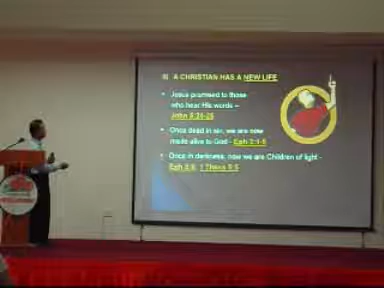 B) A CHRISTIAN HAS A NEW LIFE
Jesus promised to those
who hear His words –
John 5:24-25
Once dead in sin, we are now
made alive to God - Eph 2:1-5
Once in darkness, now we are Children of light -
Eph 5:8, 1 Thess 5:5